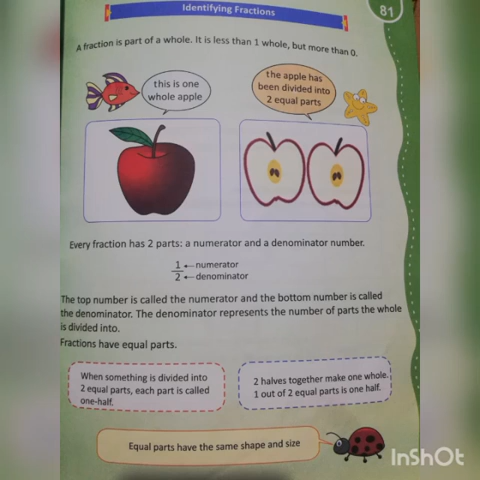 Identifying Fractions
81
A fraction is part of a whole. It is less than 1 whole, but more than 0.
this is one
whole apple
the apple has
been divided into
2 equal parts
Every fraction has 2 parts: a numerator and a denominator number.
1 ← numerator
2 ← denominator
The top number is called the numerator and the bottom number is called
the denominator. The denominator represents the number of parts the whole
is divided into.
Fractions have equal parts.
When something is divided into
2 equal parts, each part is called
one-half.
2 halves together make one whole.
1 out of 2 equal parts is one half.
Equal parts have the same shape and size
InShOt